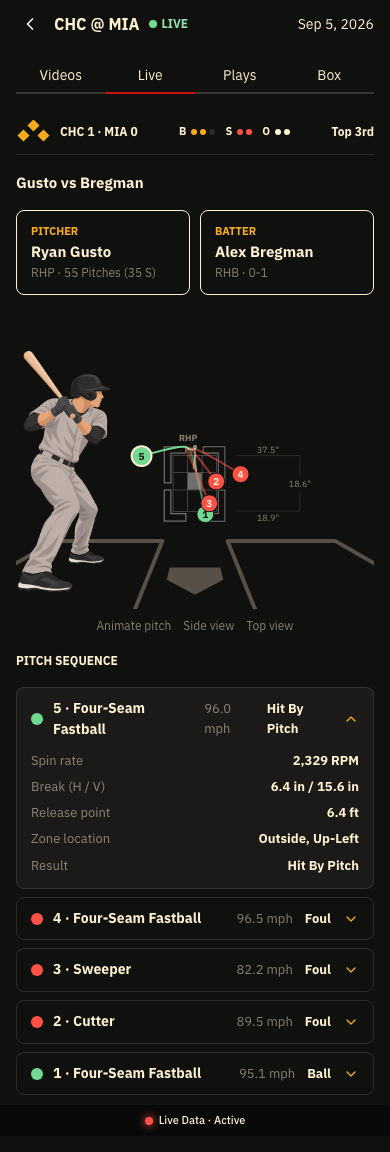 CHC @ MIA LIVE Sep 5, 2026
Videos Live Plays Box
CHC 1 · MIA 0 B S O Top 3rd
Gusto vs Bregman
PITCHER
Ryan Gusto
RHP · 55 Pitches (35 S)
BATTER
Alex Bregman
RHB · 0-1
RHP
5
4
2
3
1
37.5"
18.6"
18.9"
Animate pitch Side view Top view
PITCH SEQUENCE
5 · Four-Seam Fastball 96.0 mph Hit By Pitch
Spin rate 2,329 RPM
Break (H / V) 6.4 in / 15.6 in
Release point 6.4 ft
Zone location Outside, Up-Left
Result Hit By Pitch
4 · Four-Seam Fastball 96.5 mph Foul
3 · Sweeper 82.2 mph Foul
2 · Cutter 89.5 mph Foul
1 · Four-Seam Fastball 95.1 mph Ball
Live Data · Active